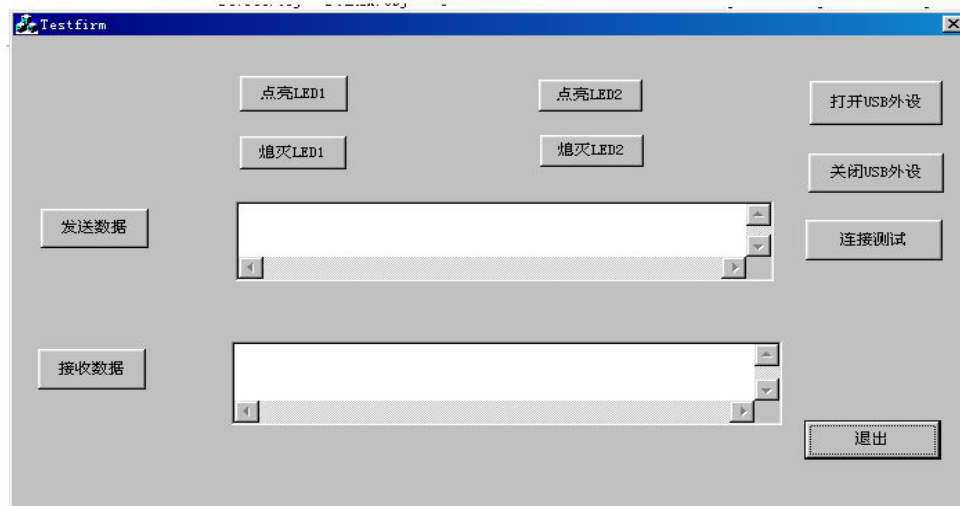 Testfirm
点亮LED1
点亮LED2
打开USB外设
熄灭LED1
熄灭LED2
关闭USB外设
发送数据
连接测试
接收数据
退出